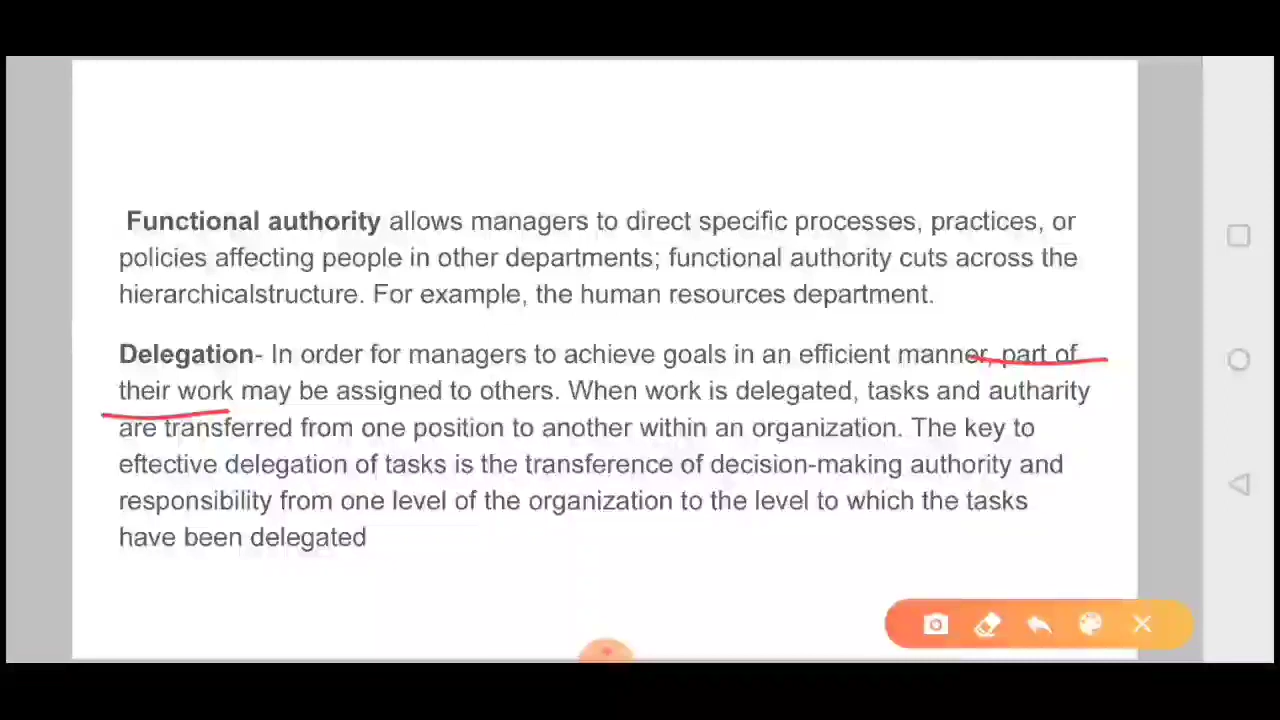 Functional authority allows managers to direct specific processes, practices, or
policies affecting people in other departments; functional authority cuts across the
hierarchicalstructure. For example, the human resources department.
Delegation- In order for managers to achieve goals in an efficient manner, part of
their work may be assigned to others. When work is delegated, tasks and autharity
are transferred from one position to another within an organization. The key to
eftective delegation of tasks is the transference of decision-making authority and
responsibility from one level of the organization to the level to which the tasks
have been delegated